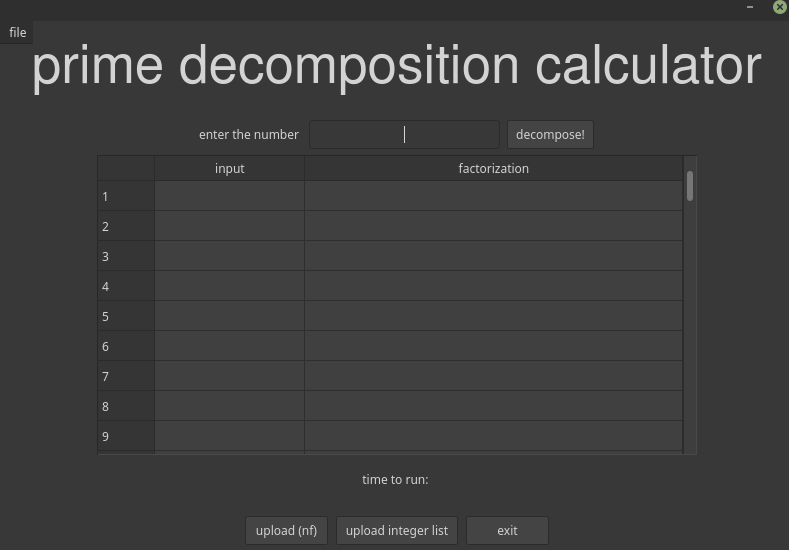 file
prime decomposition calculator
enter the number decompose!
input factorization
1
2
3
4
5
6
7
8
9
time to run:
upload (nf) upload integer list exit